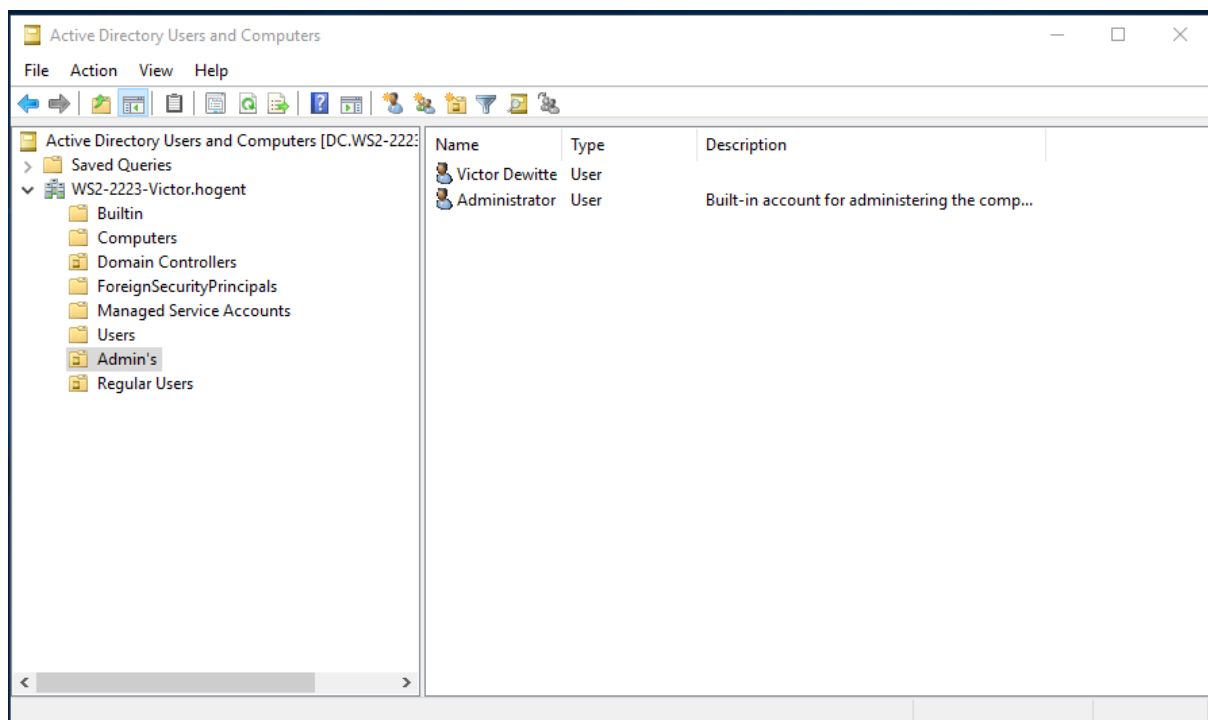 Active Directory Users and Computers
File Action View Help
Active Directory Users and Computers [DC.WS2-222
Saved Queries
WS2-2223-Victor.hogent
Builtin
Computers
Domain Controllers
ForeignSecurityPrincipals
Managed Service Accounts
Users
Admin's
Regular Users
Name Type Description
Victor Dewitte User
Administrator User Built-in account for administering the comp...